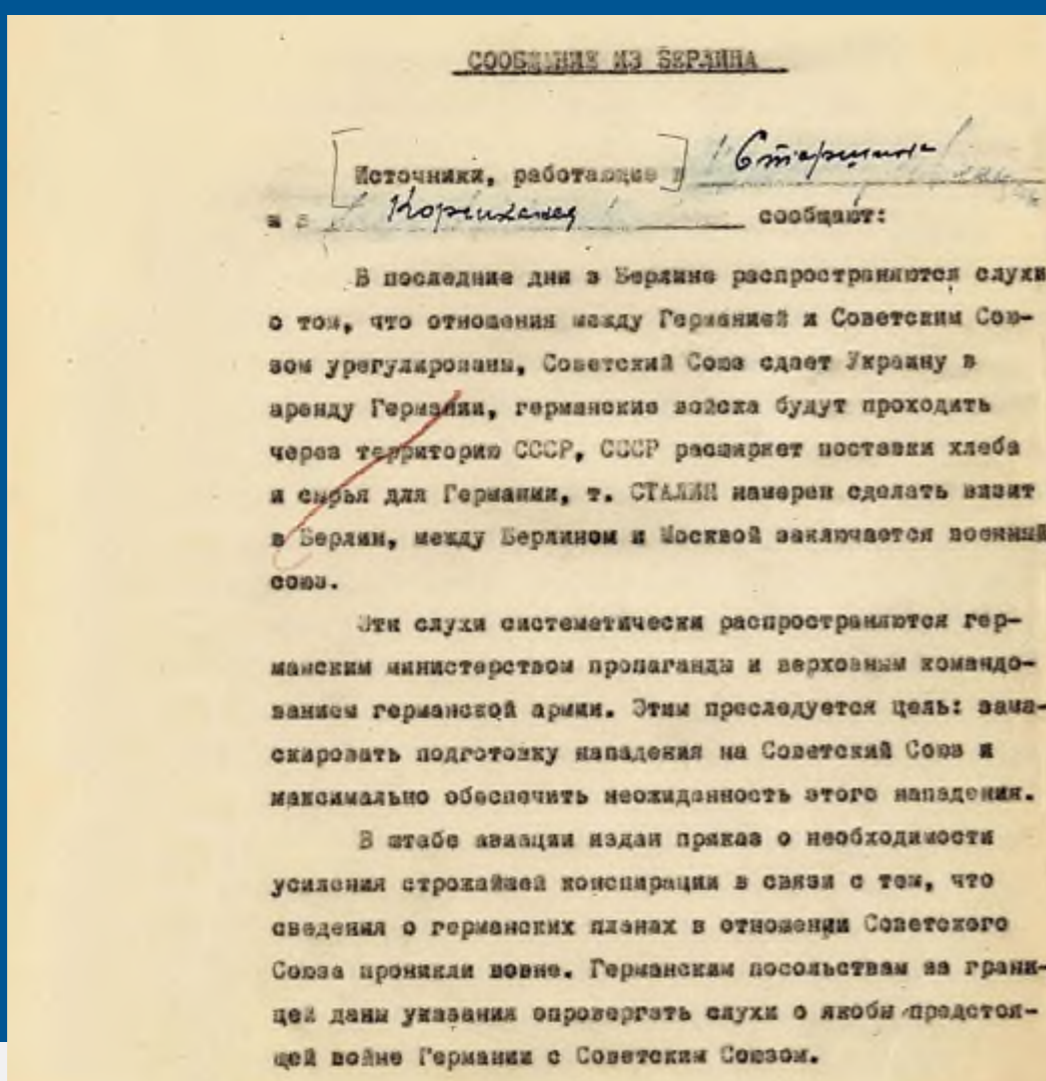 СООБЩЕНИЕ ИЗ БЕРЛИНА
Источники, работающие в Старшина
и в Корсиканец сообщают:
В последние дни в Берлине распространяются слухи
о том, что отношения между Германией и Советским Сою-
зом урегулированы, Советский Союз сдает Украину в
аренду Германии, германские войска будут проходить
через территорию СССР, СССР расширяет поставки хлеба
и сырья для Германии, т. СТАЛИН намерен сделать визит
в Берлин, между Берлином и Москвой заключается военный
союз.
Эти слухи систематически распространяются гер-
манским министерством пропаганды и верховным командо-
ванием германской армии. Этим преследуется цель: зама-
скировать подготовку нападения на Советский Союз и
максимально обеспечить неожиданность этого нападения.
В штабе авиации издан приказ о необходимости
усиления строжайшей конспирации в связи с тем, что
сведения о германских планах в отношении Советского
Союза проникли вовне. Германским посольствам за грани-
цей даны указания опровергать слухи о якобы предстоя-
щей войне Германии с Советским Союзом.